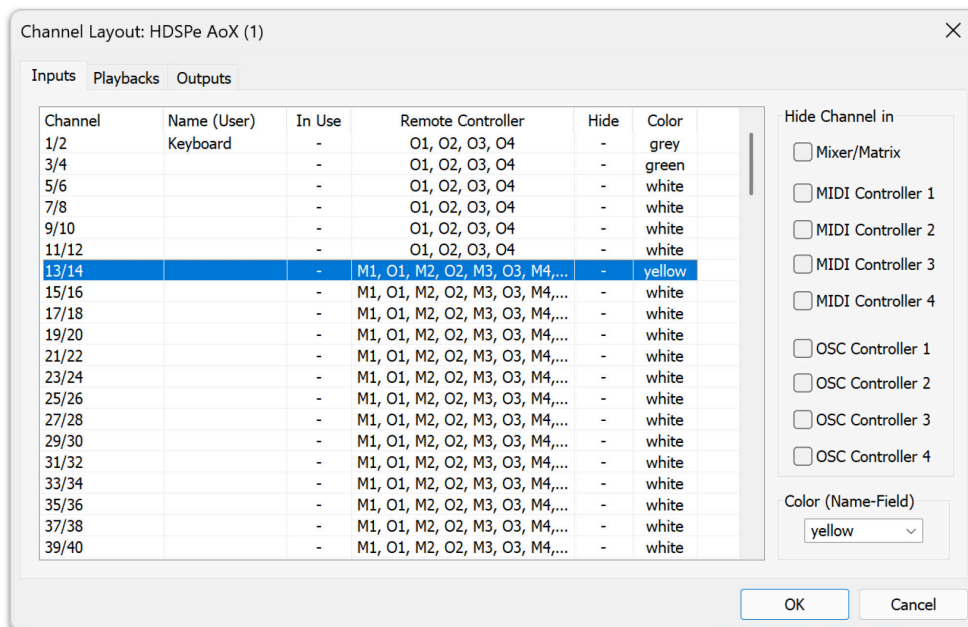 Channel Layout: HDSPe AoX (1)
Inputs Playbacks Outputs
Channel Name (User) In Use Remote Controller Hide Color
1/2 Keyboard - O1, O2, O3, O4 - grey
3/4 - O1, O2, O3, O4 - green
5/6 - O1, O2, O3, O4 - white
7/8 - O1, O2, O3, O4 - white
9/10 - O1, O2, O3, O4 - white
11/12 - O1, O2, O3, O4 - white
13/14 - M1, O1, M2, O2, M3, O3, M4,... - yellow
15/16 - M1, O1, M2, O2, M3, O3, M4,... - white
17/18 - M1, O1, M2, O2, M3, O3, M4,... - white
19/20 - M1, O1, M2, O2, M3, O3, M4,... - white
21/22 - M1, O1, M2, O2, M3, O3, M4,... - white
23/24 - M1, O1, M2, O2, M3, O3, M4,... - white
25/26 - M1, O1, M2, O2, M3, O3, M4,... - white
27/28 - M1, O1, M2, O2, M3, O3, M4,... - white
29/30 - M1, O1, M2, O2, M3, O3, M4,... - white
31/32 - M1, O1, M2, O2, M3, O3, M4,... - white
33/34 - M1, O1, M2, O2, M3, O3, M4,... - white
35/36 - M1, O1, M2, O2, M3, O3, M4,... - white
37/38 - M1, O1, M2, O2, M3, O3, M4,... - white
39/40 - M1, O1, M2, O2, M3, O3, M4,... - white
Hide Channel in
Mixer/Matrix
MIDI Controller 1
MIDI Controller 2
MIDI Controller 3
MIDI Controller 4
OSC Controller 1
OSC Controller 2
OSC Controller 3
OSC Controller 4
Color (Name-Field)
yellow
OK Cancel